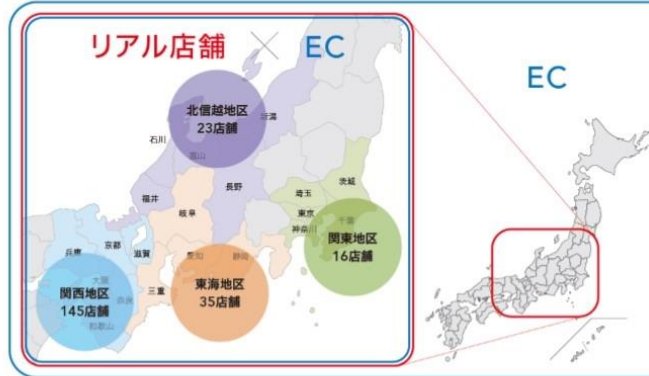 リアル店舗 × EC
EC
北信越地区
23店舗
新潟
石川
富山
福井
長野
岐阜
茨城
埼玉
東京
神奈川
千葉
関東地区
16店舗
兵庫
京都
滋賀
愛知
静岡
大阪
三重
奈良
和歌山
関西地区
145店舗
東海地区
35店舗